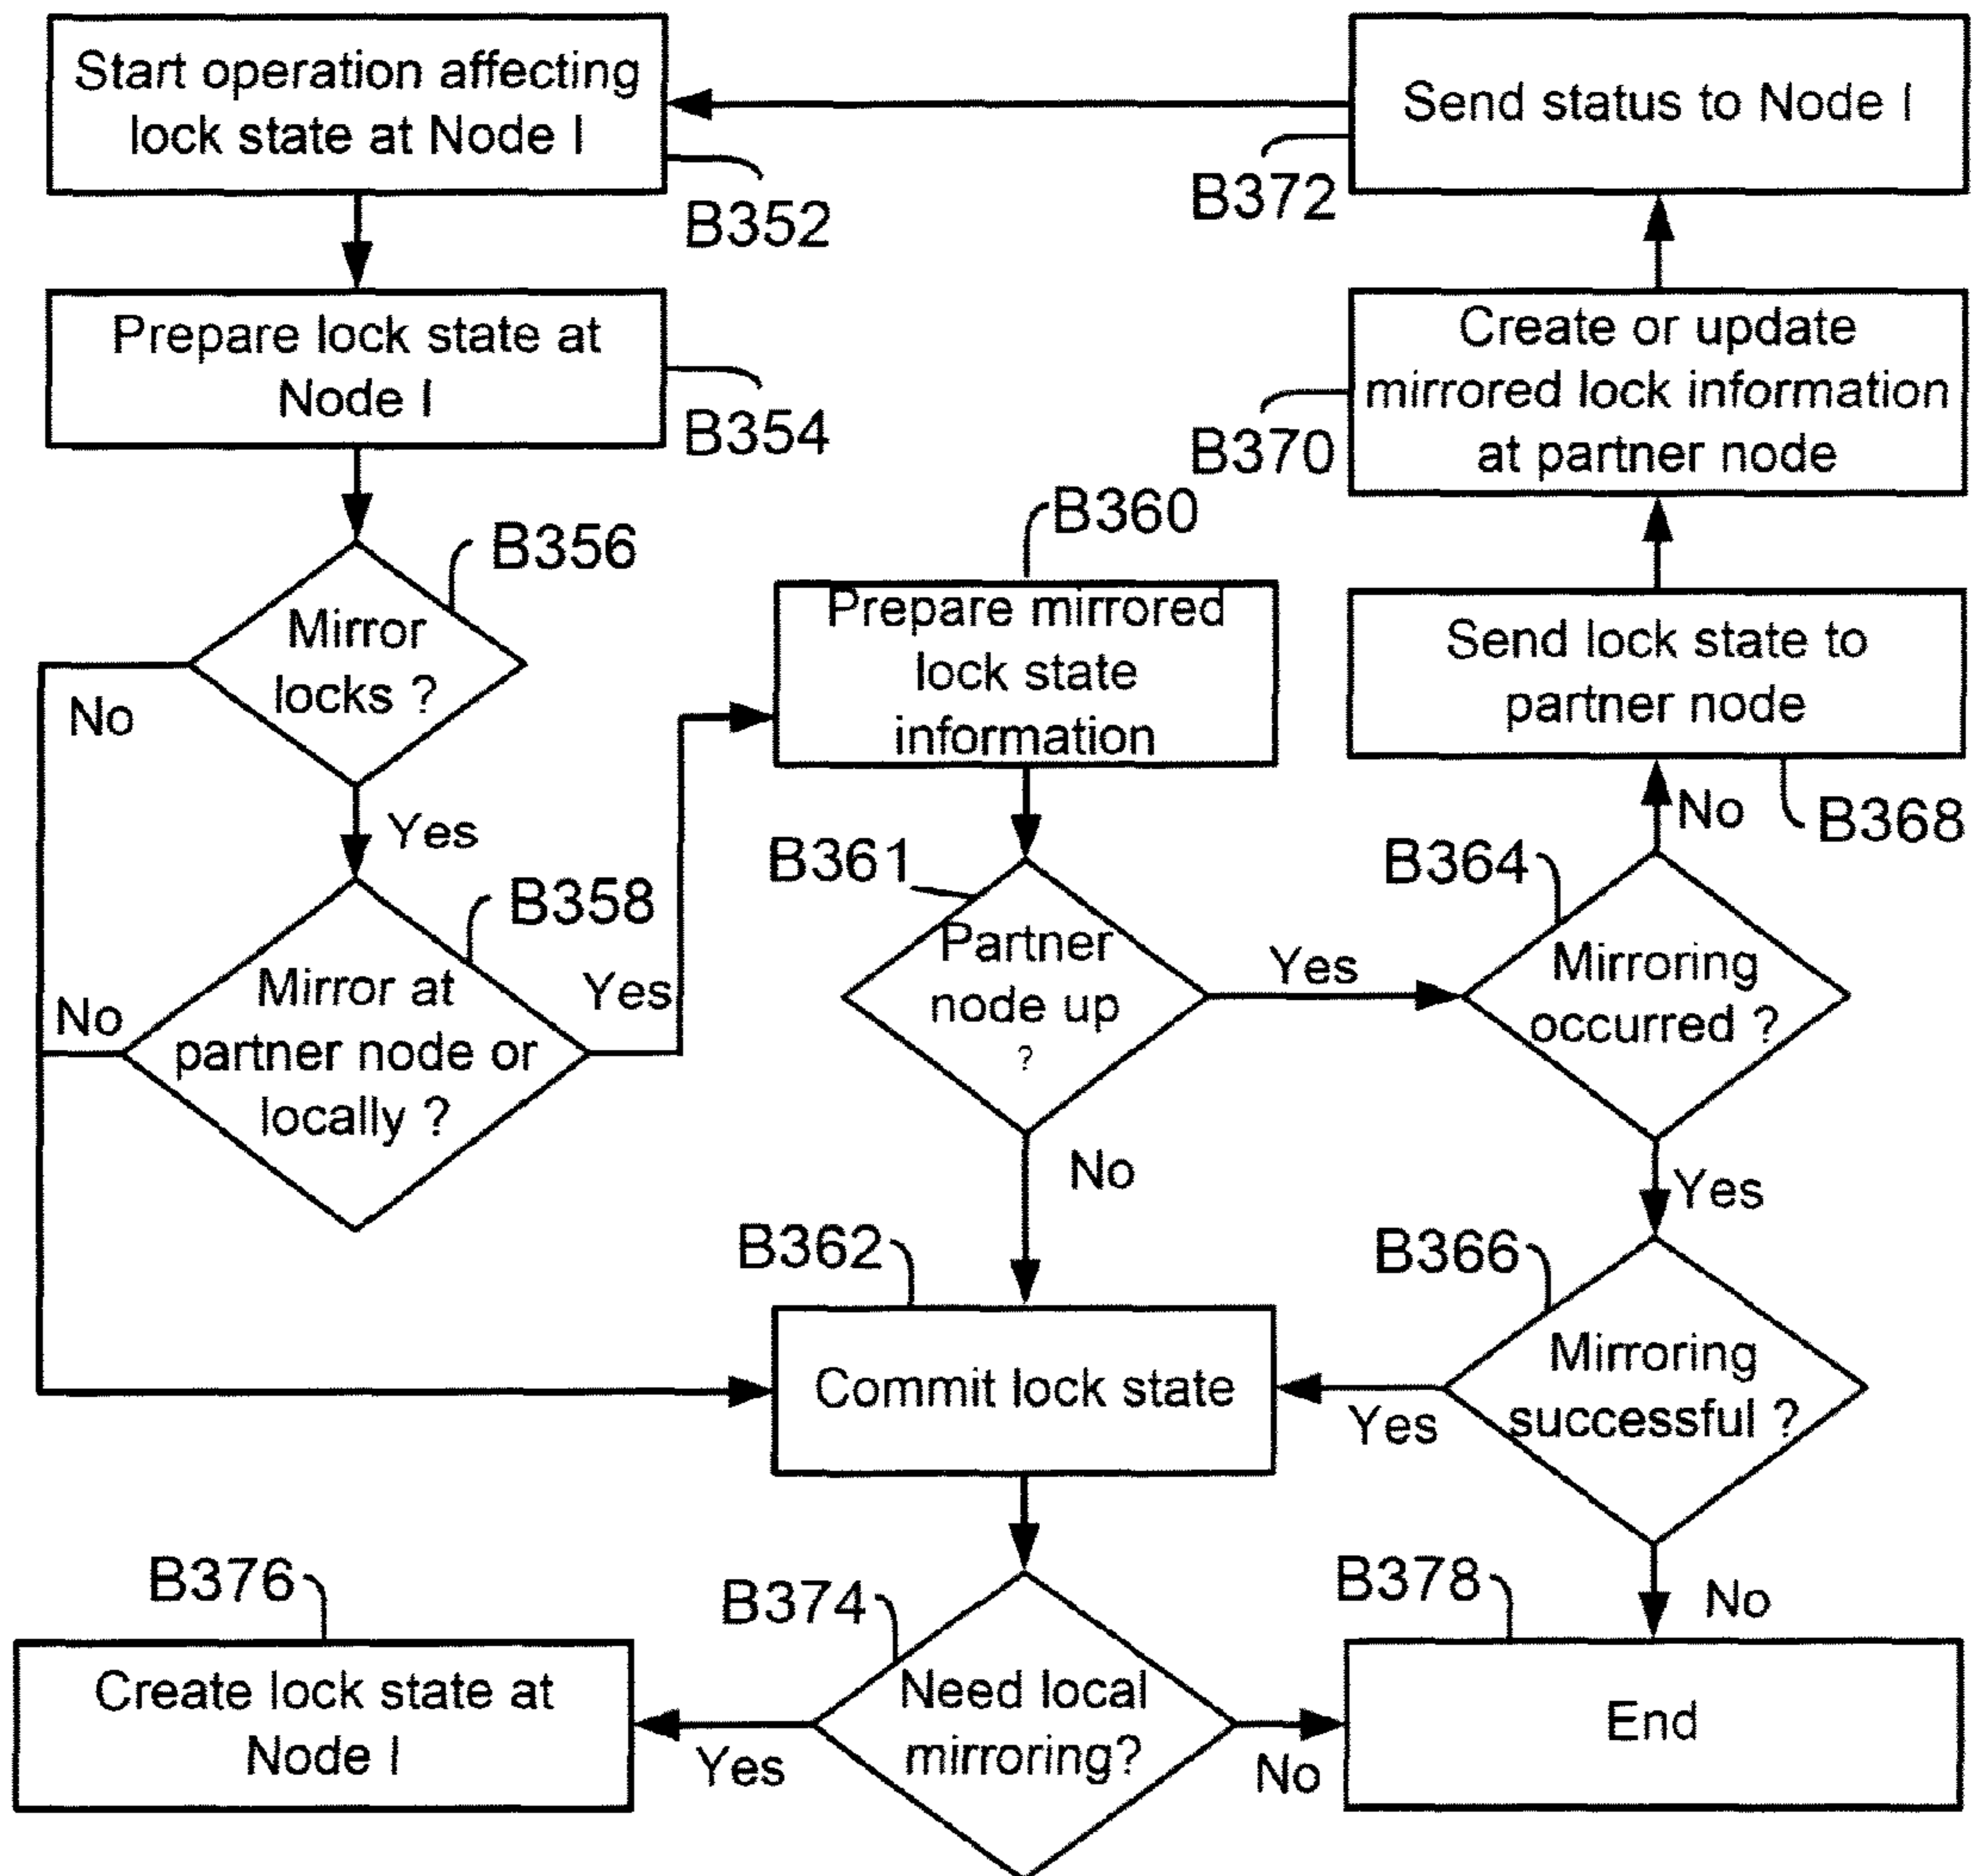 Start operation affecting
lock state at Node I
B352
Send status to Node I
B372
Prepare lock state at
Node I
B354
Create or update
mirrored lock information
at partner node
B370
B356
Mirror
locks ?
No
Yes
B360
Prepare mirrored
lock state
information
Send lock state to
partner node
B368
No
B358
Mirror at
partner node or
locally ?
No
Yes
B361
Partner
node up
?
Yes
No
B364
Mirroring
occurred ?
Yes
B362
Commit lock state
B366
Mirroring
successful ?
Yes
No
B376
Create lock state at
Node I
B374
Need local
mirroring?
Yes
No
B378
End